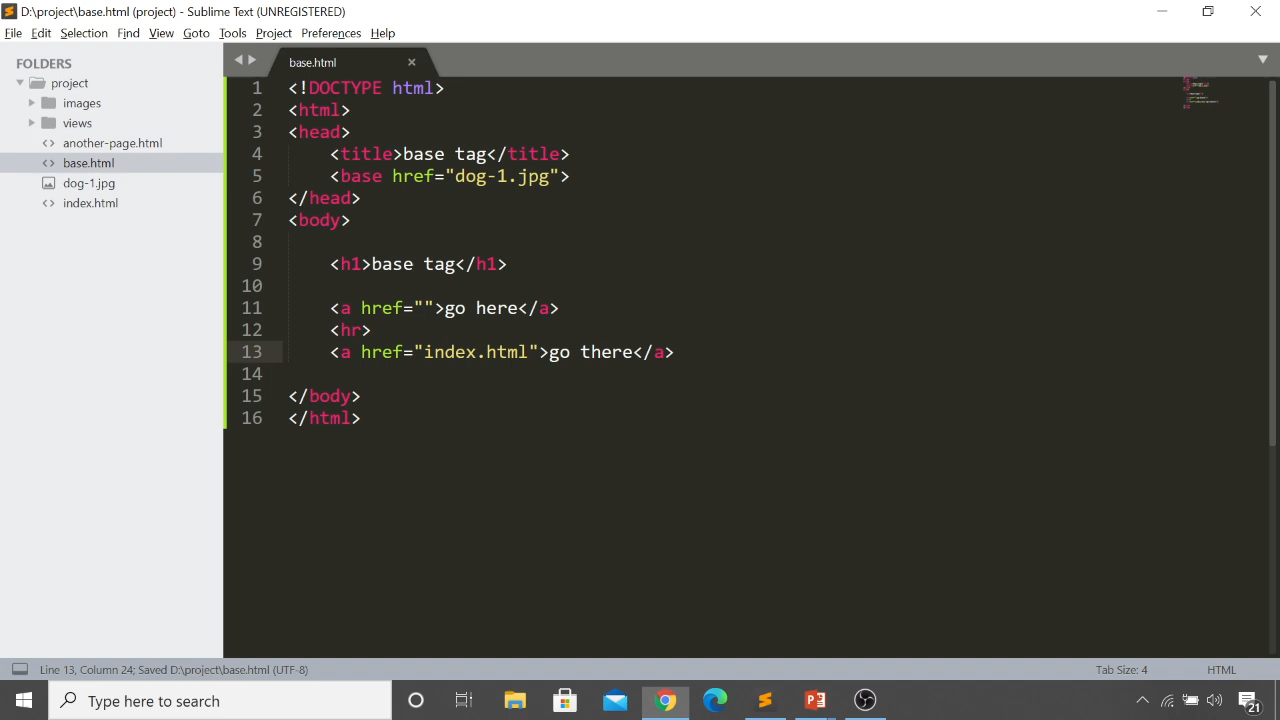 D:\project\base.html (project) - Sublime Text (UNREGISTERED)
File Edit Selection Find View Goto Tools Project Preferences Help
FOLDERS
project
images
views
another-page.html
base.html
dog-1.jpg
index.html
base.html
1 <!DOCTYPE html>
2 <html>
3 <head>
4 <title>base tag</title>
5 <base href="dog-1.jpg">
6 </head>
7 <body>
8
9 <h1>base tag</h1>
10
11 <a href="">go here</a>
12 <hr>
13 <a href="index.html">go there</a>
14
15 </body>
16 </html>
Line 13, Column 24; Saved D:\project\base.html (UTF-8) Tab Size: 4 HTML
Type here to search
21